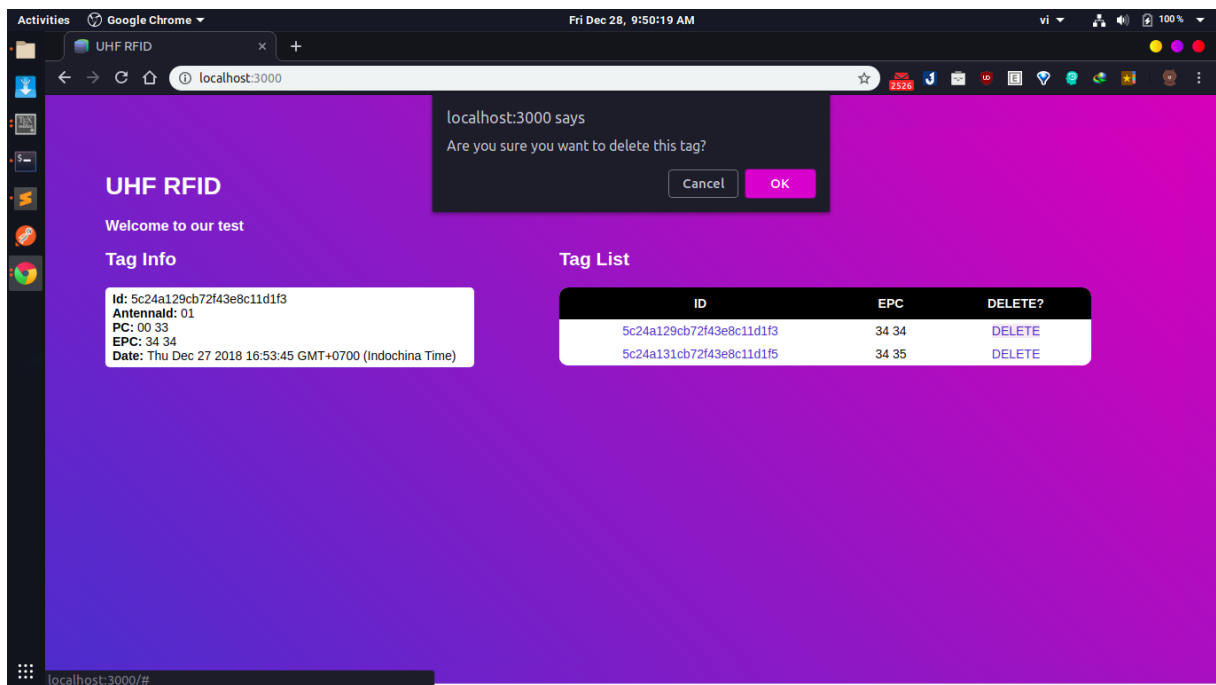 Activities Google Chrome Fri Dec 28, 9:50:19 AM vi 100 %
UHF RFID
localhost:3000
2526
localhost:3000 says
Are you sure you want to delete this tag?
Cancel OK
UHF RFID
Welcome to our test
Tag Info
Id: 5c24a129cb72f43e8c11d1f3
AntennaId: 01
PC: 00 33
EPC: 34 34
Date: Thu Dec 27 2018 16:53:45 GMT+0700 (Indochina Time)
Tag List
ID EPC DELETE?
5c24a129cb72f43e8c11d1f3 34 34 DELETE
5c24a131cb72f43e8c11d1f5 34 35 DELETE
localhost:3000/#